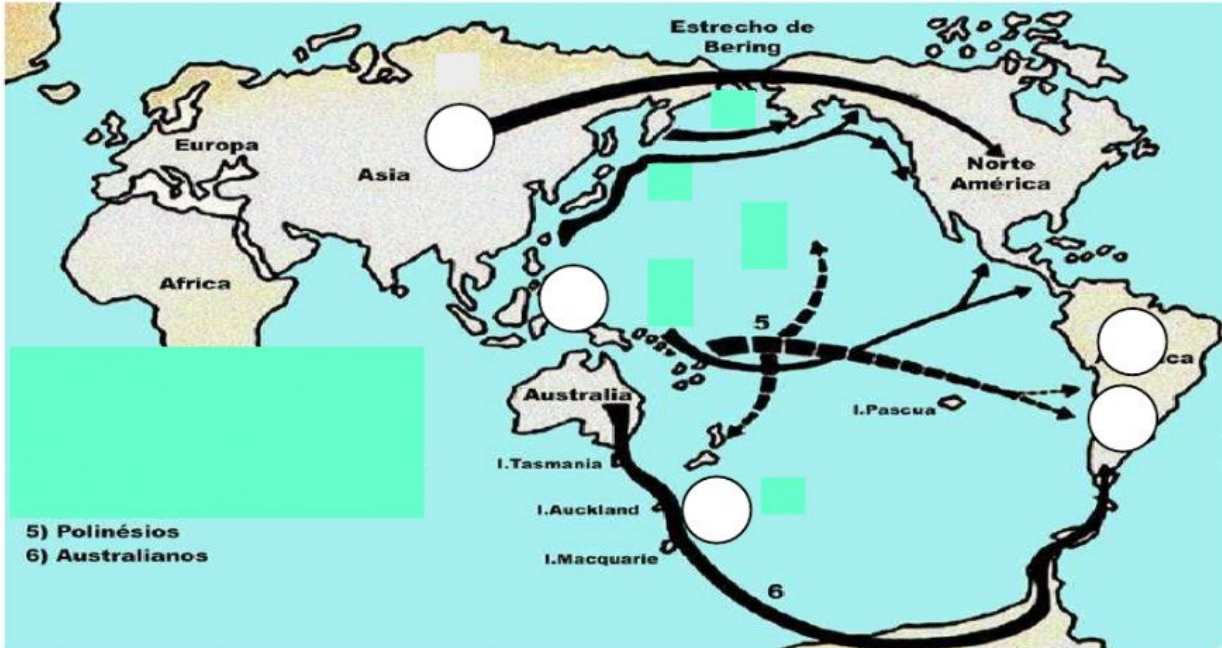 Estrecho de
Bering
Europa
Asia
Norte
América
Africa
5
Australia
I.Pascua
I.Tasmania
I.Auckland
I.Macquarie
5) Polinésios
6) Australianos
6